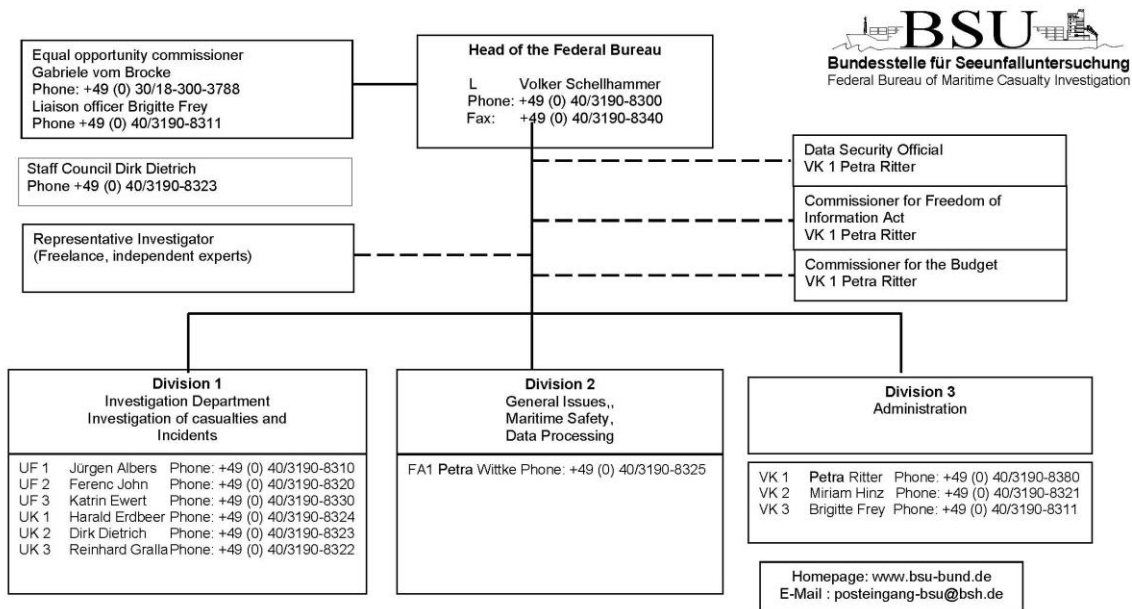 BSU
Bundesstelle für Seeunfalluntersuchung
Federal Bureau of Maritime Casualty Investigation
Equal opportunity commissioner
Gabriele vom Brocke
Phone: +49 (0) 30/18-300-3788
Liaison officer Brigitte Frey
Phone +49 (0) 40/3190-8311
Head of the Federal Bureau
L Volker Schellhammer
Phone: +49 (0) 40/3190-8300
Fax: +49 (0) 40/3190-8340
Staff Council Dirk Dietrich
Phone +49 (0) 40/3190-8323
Representative Investigator
(Freelance, independent experts)
Data Security Official
VK 1 Petra Ritter
Commissioner for Freedom of
Information Act
VK 1 Petra Ritter
Commissioner for the Budget
VK 1 Petra Ritter
Division 1
Investigation Department
Investigation of casualties and
Incidents
UF 1 Jürgen Albers Phone: +49 (0) 40/3190-8310
UF 2 Ferenc John Phone: +49 (0) 40/3190-8320
UF 3 Katrin Ewert Phone: +49 (0) 40/3190-8330
UK 1 Harald Erdbeer Phone: +49 (0) 40/3190-8324
UK 2 Dirk Dietrich Phone: +49 (0) 40/3190-8323
UK 3 Reinhard Gralla Phone: +49 (0) 40/3190-8322
Division 2
General Issues,,
Maritime Safety,
Data Processing
FA1 Petra Wittke Phone: +49 (0) 40/3190-8325
Division 3
Administration
VK 1 Petra Ritter Phone: +49 (0) 40/3190-8380
VK 2 Miriam Hinz Phone: +49 (0) 40/3190-8321
VK 3 Brigitte Frey Phone: +49 (0) 40/3190-8311
Homepage: www.bsu-bund.de
E-Mail : posteingang-bsu@bsh.de